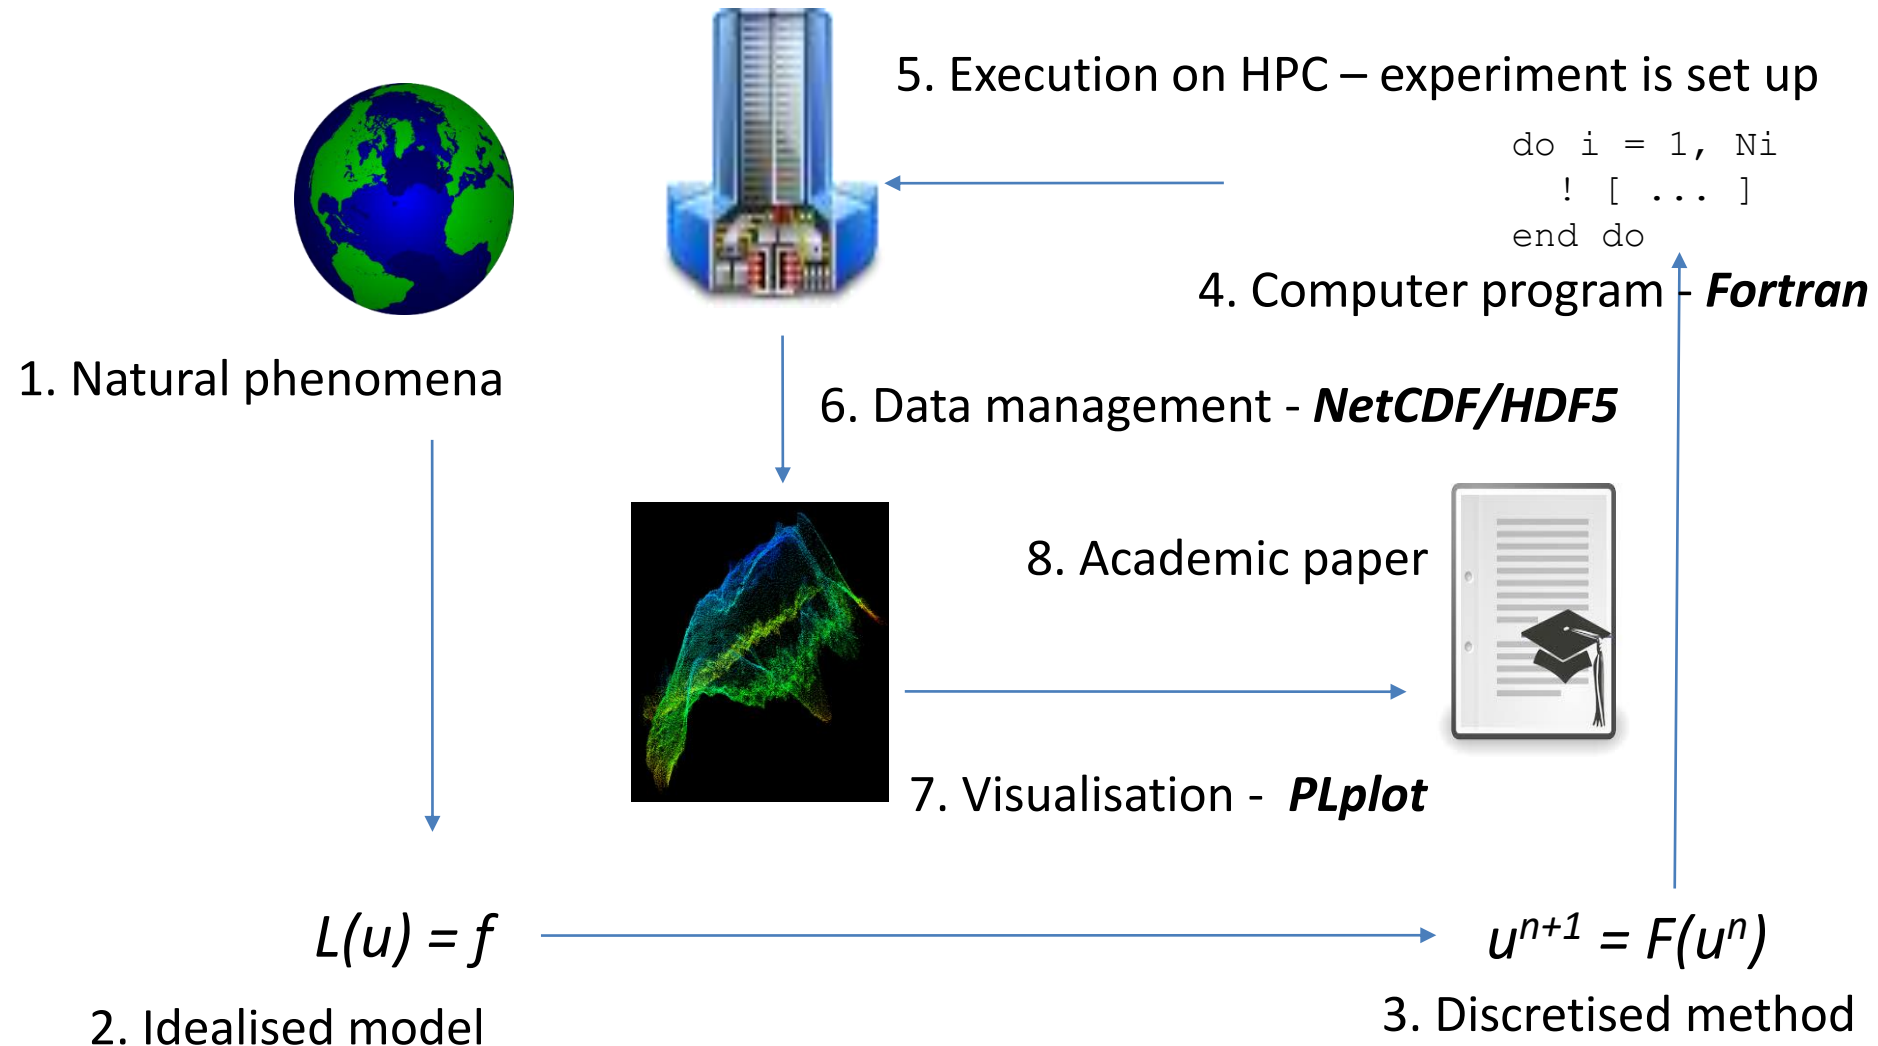 5. Execution on HPC – experiment is set up
do i = 1, Ni
! [ ... ]
end do
4. Computer program - Fortran
1. Natural phenomena
6. Data management - NetCDF/HDF5
8. Academic paper
7. Visualisation - PLplot
L(u) = f
uⁿ⁺¹ = F(uⁿ)
2. Idealised model
3. Discretised method